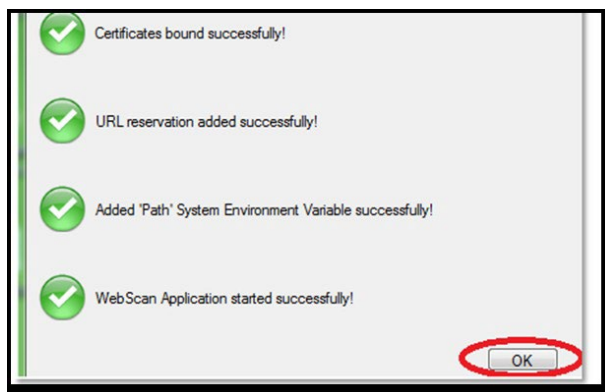 Certificates bound successfully!
URL reservation added successfully!
Added 'Path' System Environment Variable successfully!
WebScan Application started successfully!
OK